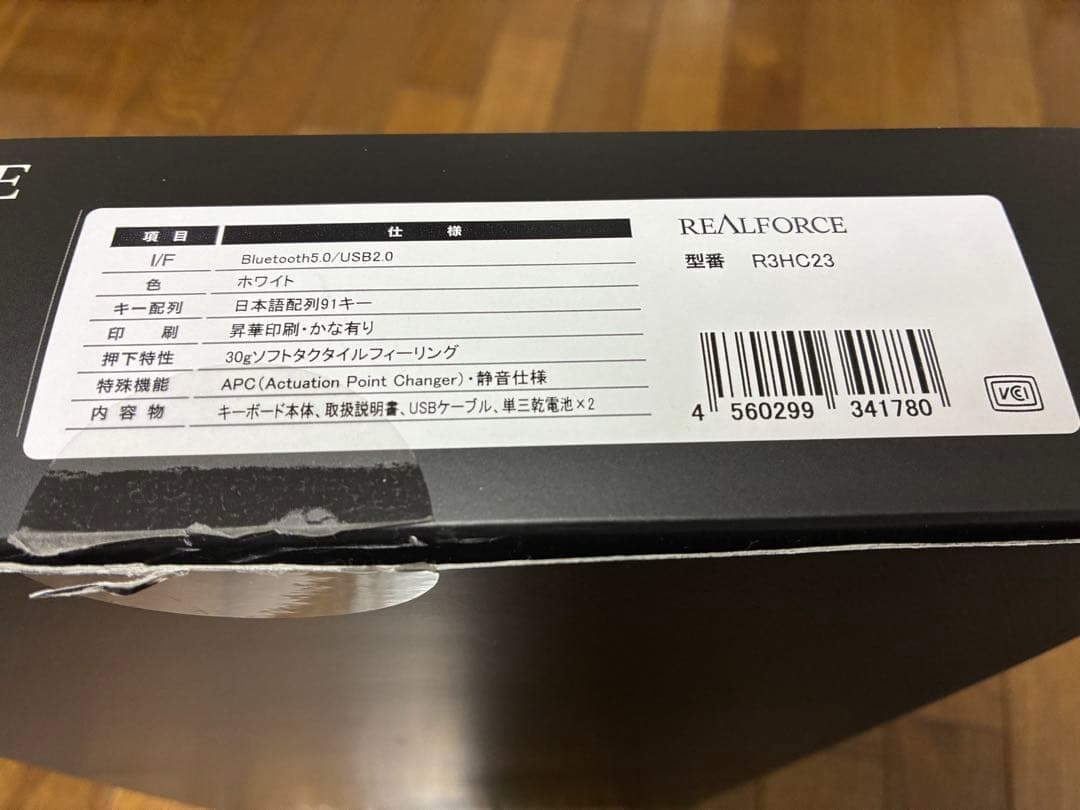 E
項目 仕様
I/F Bluetooth5.0/USB2.0
色 ホワイト
キー配列 日本語配列91キー
印刷 昇華印刷・かな有り
押下特性 30gソフトタクタイルフィーリング
特殊機能 APC(Actuation Point Changer)・静音仕様
内容物 キーボード本体、取扱説明書、USBケーブル、単三乾電池×2
REALFORCE
型番 R3HC23
4 560299 341780
VCCI